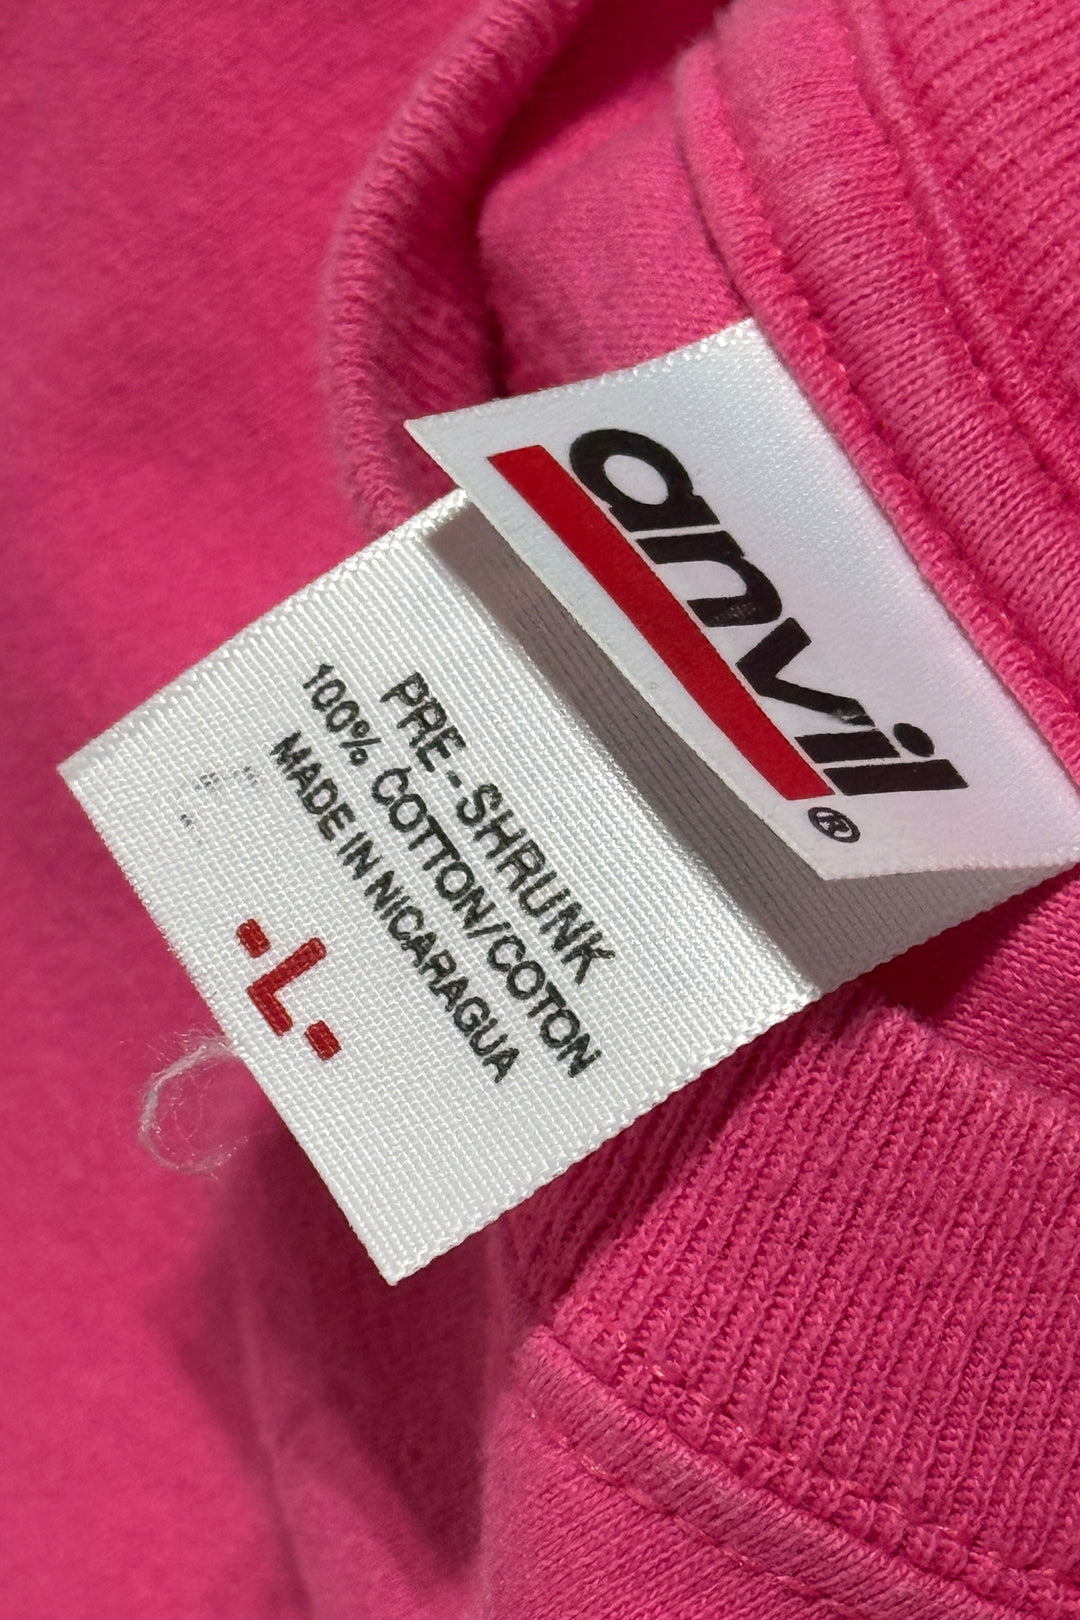 anvil®
PRE-SHRUNK
100% COTTON/COTON
MADE IN NICARAGUA
-L-